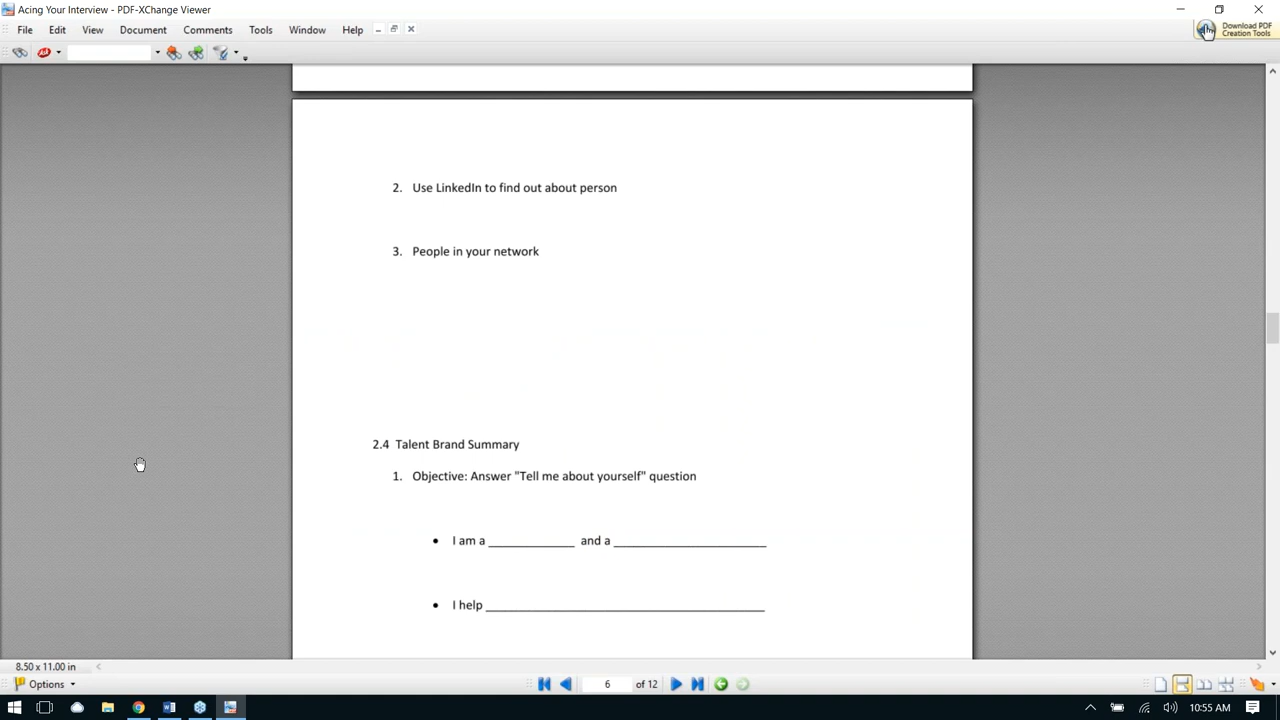 Acing Your Interview - PDF-XChange Viewer
File Edit View Document Comments Tools Window Help
Download PDF
Creation Tools
2. Use LinkedIn to find out about person
3. People in your network
2.4 Talent Brand Summary
1. Objective: Answer "Tell me about yourself" question
• I am a _____________ and a _______________________
• I help __________________________________________
8.50 x 11.00 in
Options 6 of 12
10:55 AM